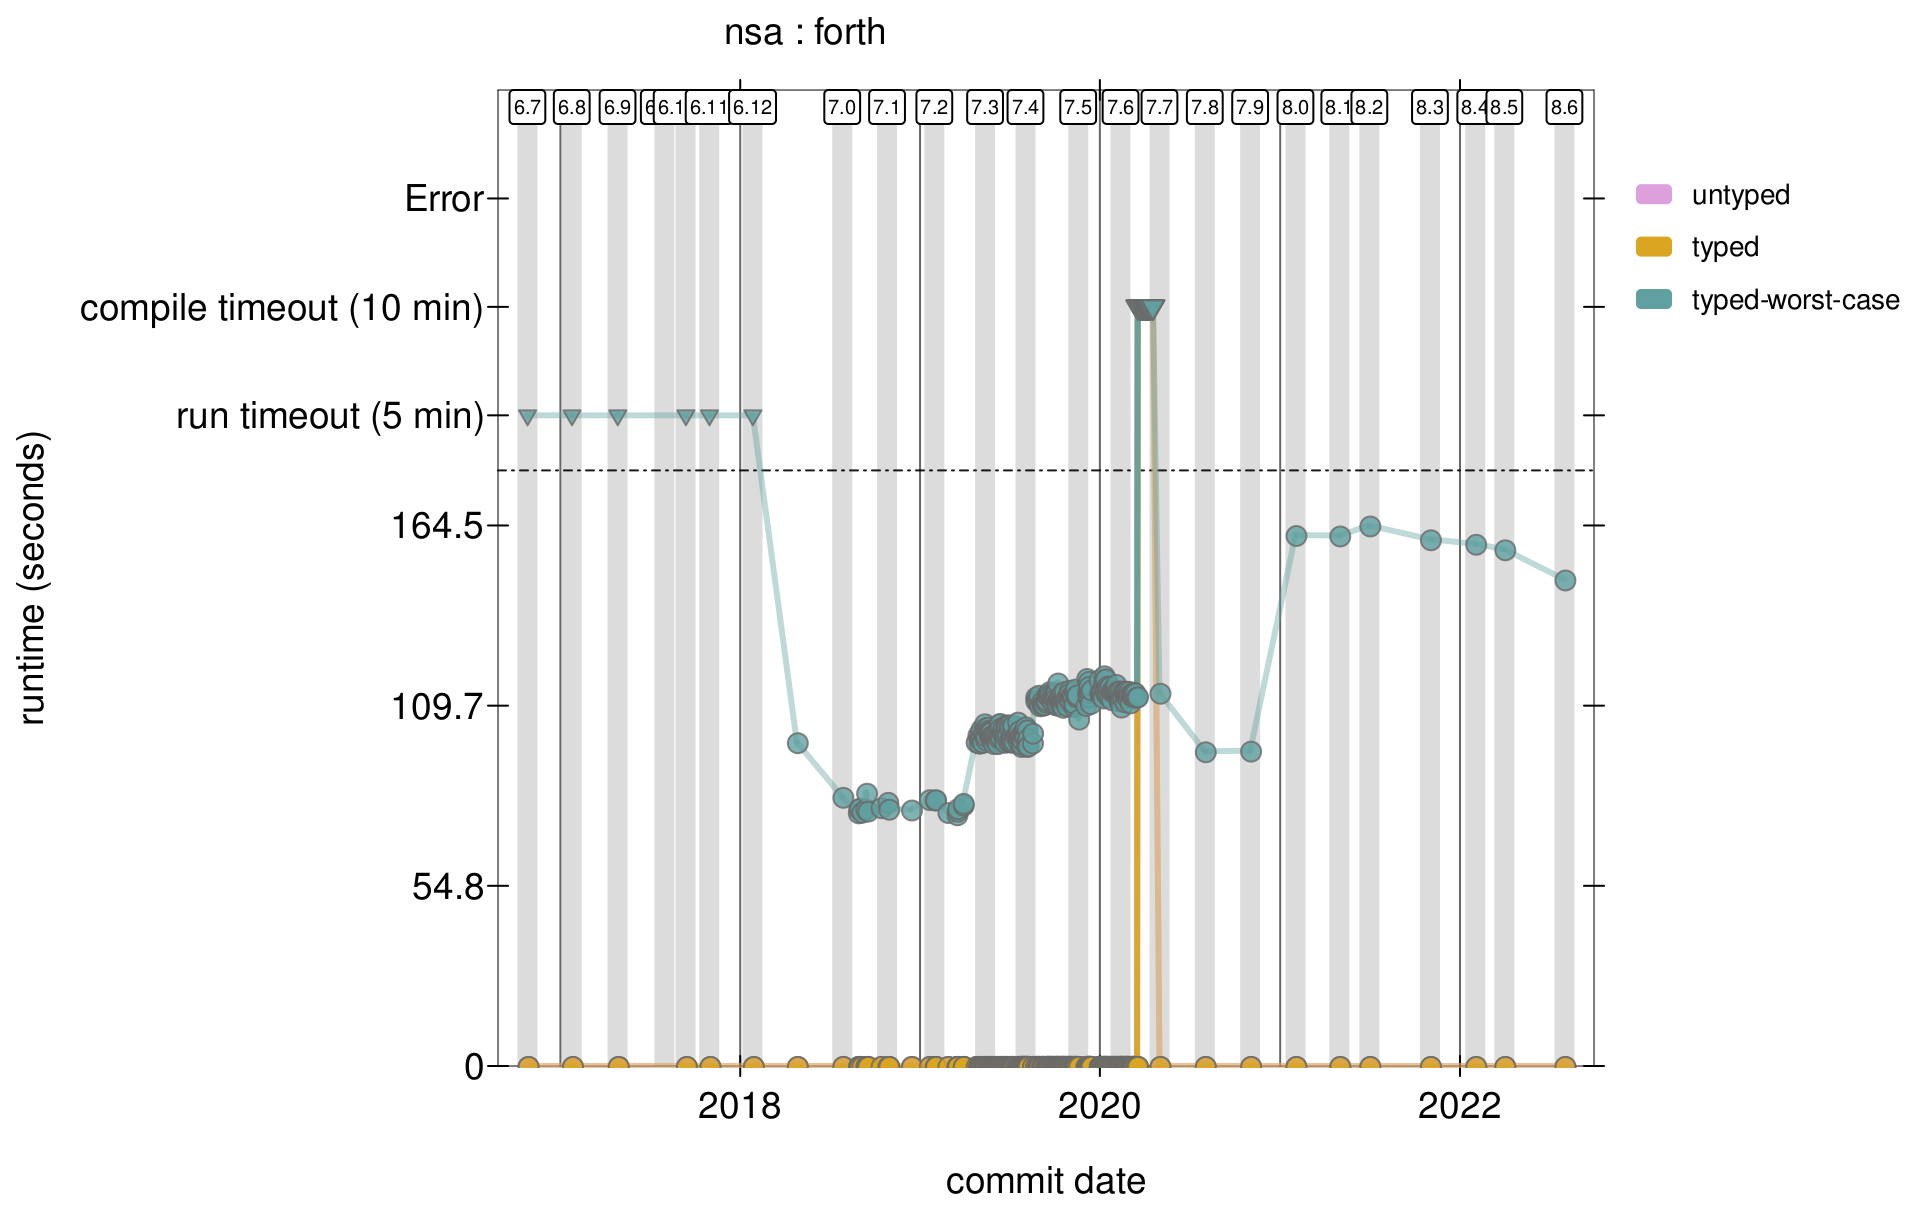 nsa : forth
6.7 6.8 6.9 6.1 6.11 6.12 7.0 7.1 7.2 7.3 7.4 7.5 7.6 7.7 7.8 7.9 8.0 8.1 8.2 8.3 8.4 8.5 8.6
Error
compile timeout (10 min)
run timeout (5 min)
164.5
109.7
54.8
0
runtime (seconds)
2018 2020 2022
commit date
untyped
typed
typed-worst-case